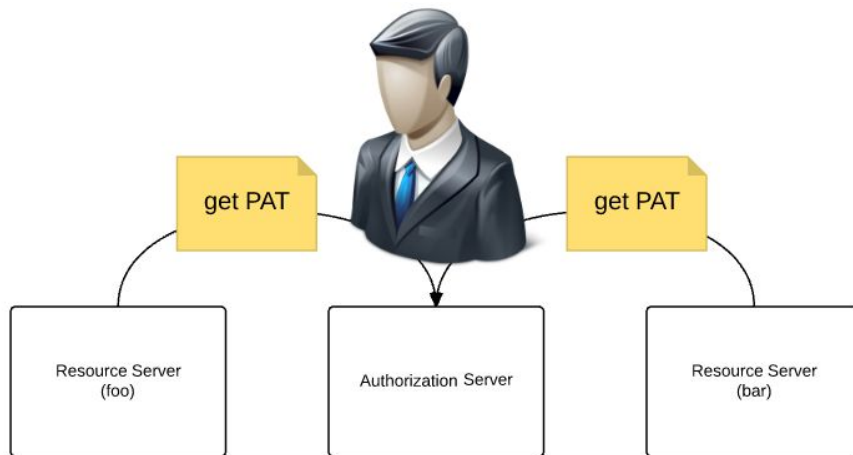 get PAT
get PAT
Resource Server
(foo)
Authorization Server
Resource Server
(bar)